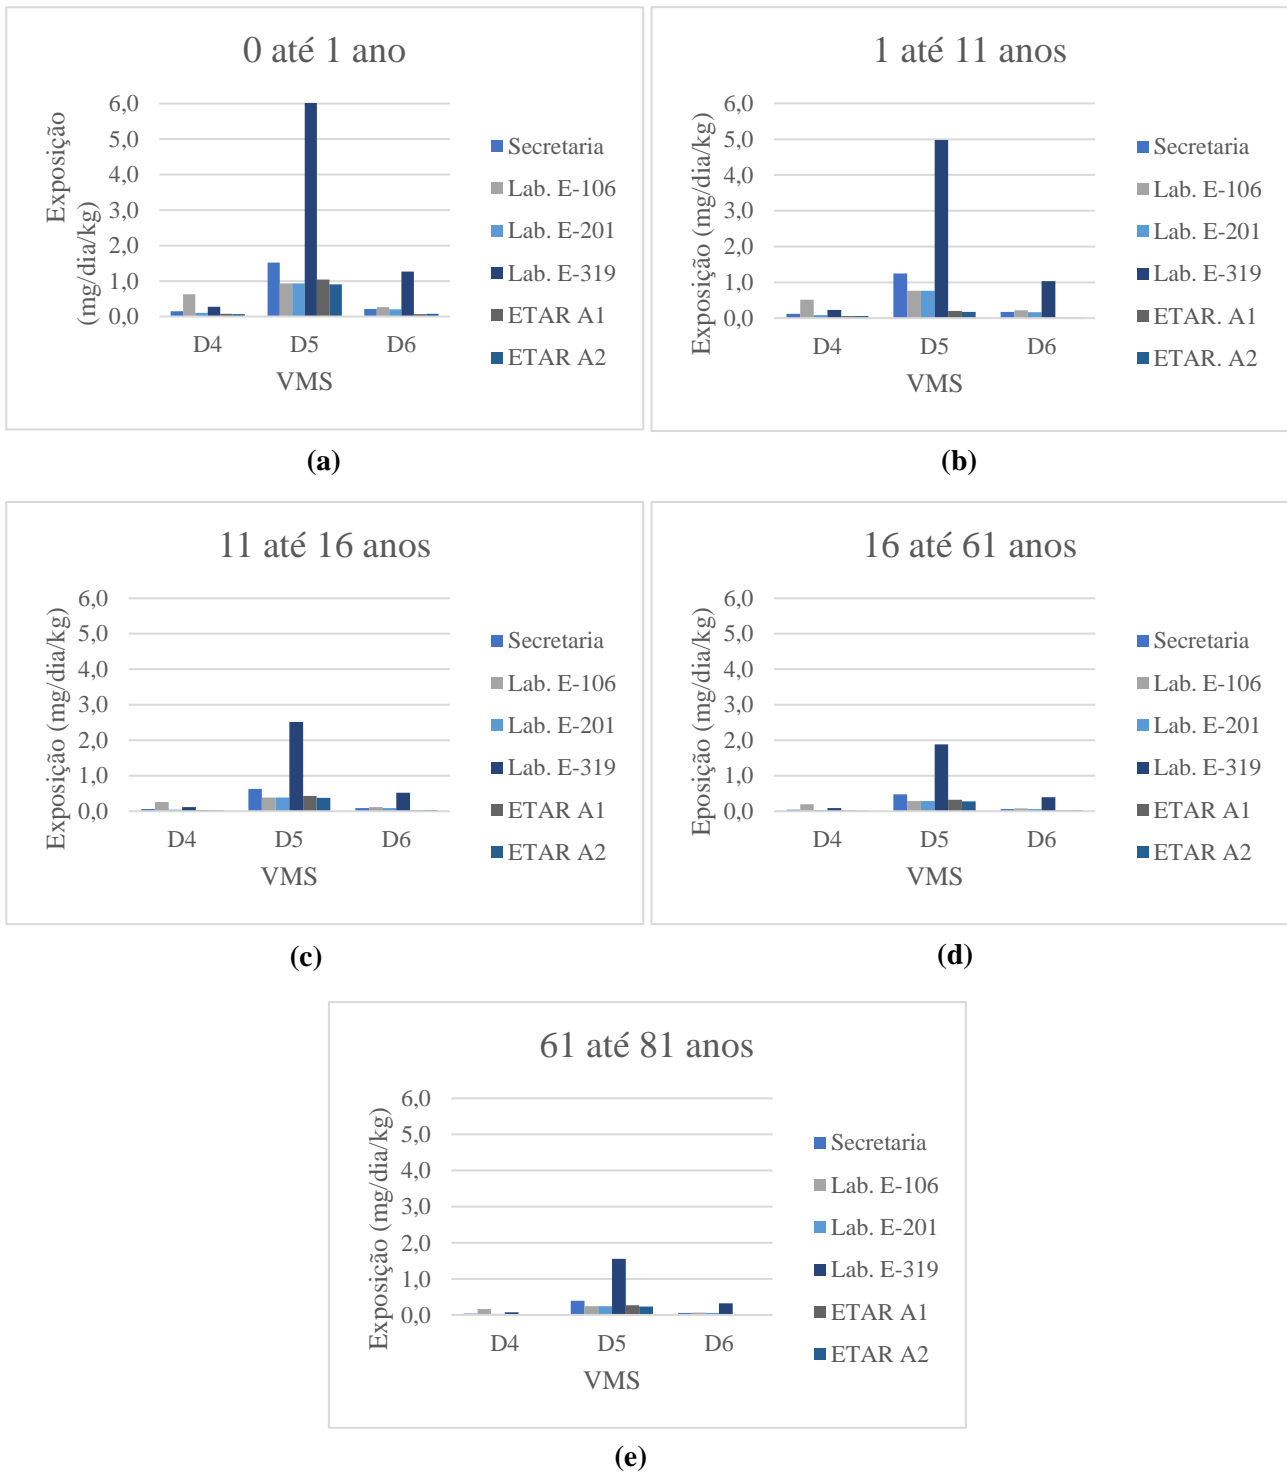 0 até 1 ano
Exposição
(mg/dia/kg)
6,0
5,0
4,0
3,0
2,0
1,0
0,0
D4 D5 D6
VMS
Secretaria
Lab. E-106
Lab. E-201
Lab. E-319
ETAR A1
ETAR A2
(a)
1 até 11 anos
Exposição (mg/dia/kg)
6,0
5,0
4,0
3,0
2,0
1,0
0,0
D4 D5 D6
VMS
Secretaria
Lab. E-106
Lab. E-201
Lab. E-319
ETAR. A1
ETAR. A2
(b)
11 até 16 anos
Exposição (mg/dia/kg)
6,0
5,0
4,0
3,0
2,0
1,0
0,0
D4 D5 D6
VMS
Secretaria
Lab. E-106
Lab. E-201
Lab. E-319
ETAR A1
ETAR A2
(c)
16 até 61 anos
Eposição (mg/dia/kg)
6,0
5,0
4,0
3,0
2,0
1,0
0,0
D4 D5 D6
VMS
Secretaria
Lab. E-106
Lab. E-201
Lab. E-319
ETAR A1
ETAR A2
(d)
61 até 81 anos
Exposição (mg/dia/kg)
6,0
5,0
4,0
3,0
2,0
1,0
0,0
D4 D5 D6
VMS
Secretaria
Lab. E-106
Lab. E-201
Lab. E-319
ETAR A1
ETAR A2
(e)